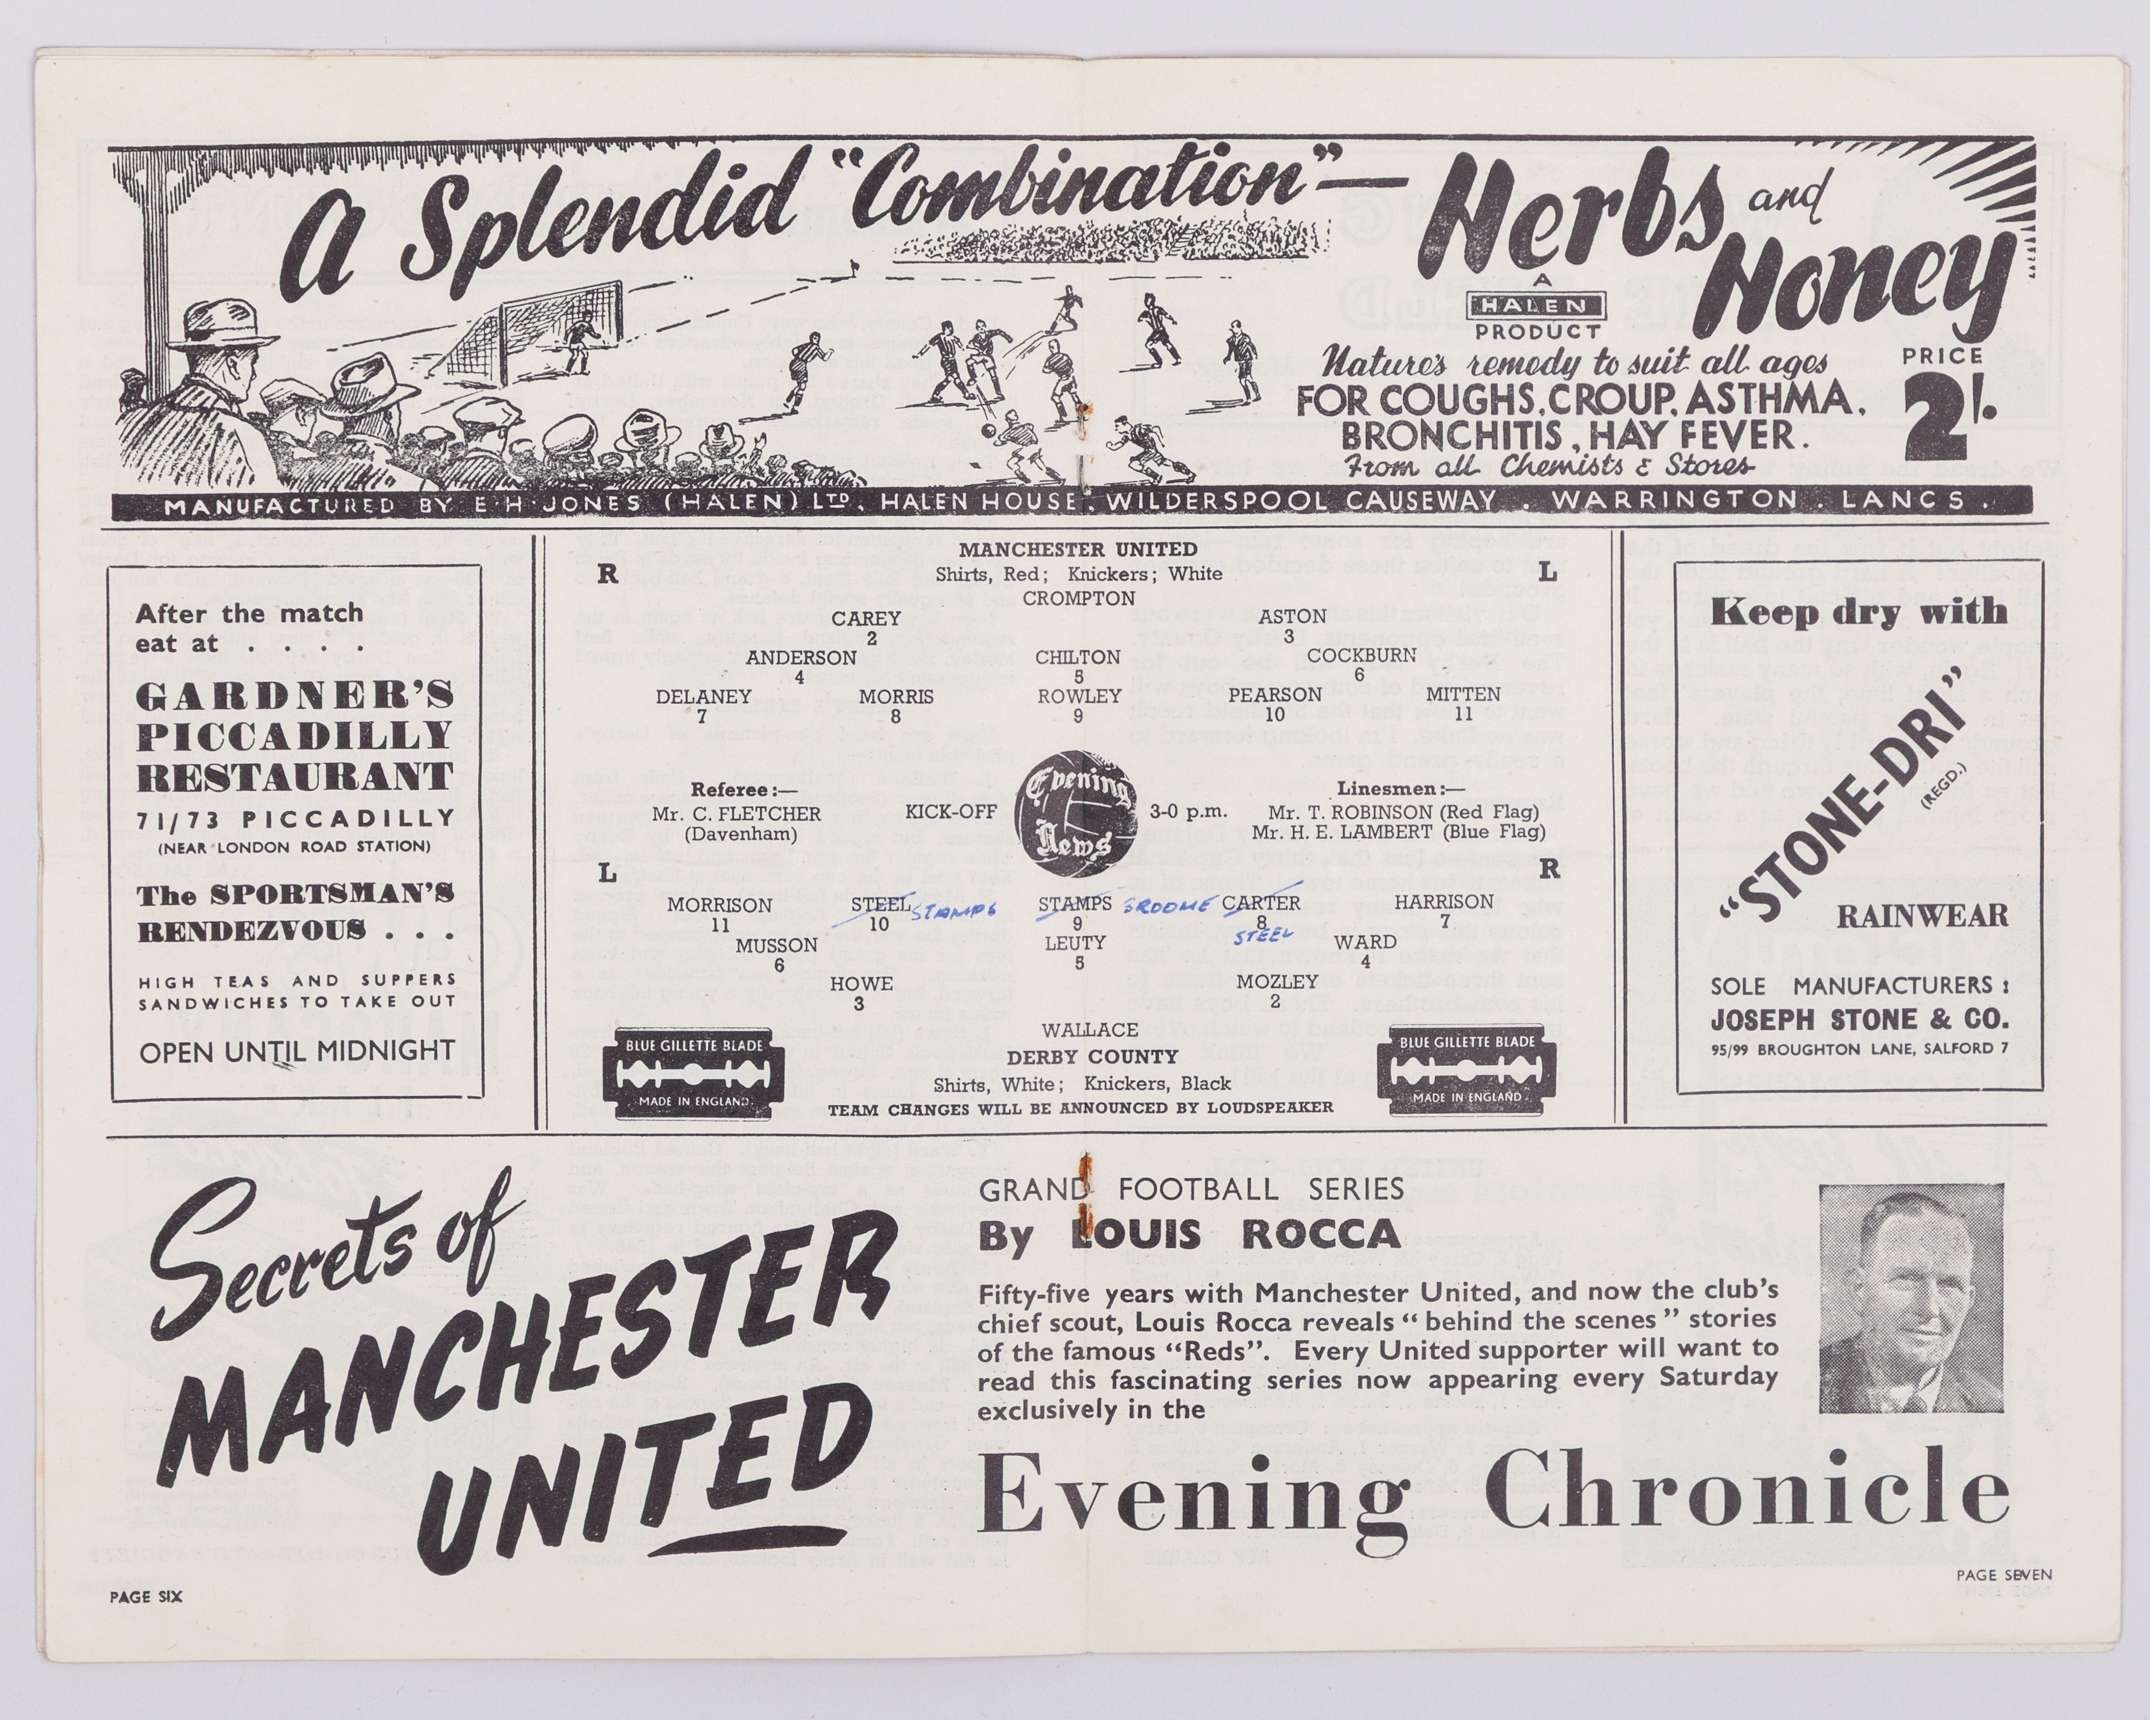 A Splendid "Combination"— Herbs and Honey
A
HALEN
PRODUCT
Nature's remedy to suit all ages
FOR COUGHS, CROUP, ASTHMA,
BRONCHITIS, HAY FEVER.
From all Chemists & Stores
PRICE
2/.
MANUFACTURED BY E·H·JONES (HALEN) LTD, HALEN HOUSE, WILDERSPOOL CAUSEWAY . WARRINGTON . LANCS .
After the match
eat at . . . .
GARDNER'S
PICCADILLY
RESTAURANT
71/73 PICCADILLY
(NEAR LONDON ROAD STATION)
The SPORTSMAN'S
RENDEZVOUS . . .
HIGH TEAS AND SUPPERS
SANDWICHES TO TAKE OUT
OPEN UNTIL MIDNIGHT
MANCHESTER UNITED
R Shirts, Red; Knickers; White L
CROMPTON
CAREY ASTON
2 3
ANDERSON CHILTON COCKBURN
4 5 6
DELANEY MORRIS ROWLEY PEARSON MITTEN
7 8 9 10 11
Referee:—
Mr. C. FLETCHER
(Davenham)
KICK-OFF
Evening
News
3-0 p.m.
Linesmen:—
Mr. T. ROBINSON (Red Flag)
Mr. H. E. LAMBERT (Blue Flag)
L R
MORRISON STEEL STAMPS STAMPS GROOME CARTER HARRISON
11 10 9 8 7
STEEL
MUSSON LEUTY WARD
6 5 4
HOWE MOZLEY
3 2
WALLACE
DERBY COUNTY
Shirts, White; Knickers, Black
TEAM CHANGES WILL BE ANNOUNCED BY LOUDSPEAKER
BLUE GILLETTE BLADE
MADE IN ENGLAND.
BLUE GILLETTE BLADE
MADE IN ENGLAND.
Keep dry with
"STONE-DRI"
(REGD.)
RAINWEAR
SOLE MANUFACTURERS:
JOSEPH STONE & CO.
95/99 BROUGHTON LANE, SALFORD 7
Secrets of
MANCHESTER
UNITED
GRAND FOOTBALL SERIES
By LOUIS ROCCA
Fifty-five years with Manchester United, and now the club's
chief scout, Louis Rocca reveals "behind the scenes" stories
of the famous "Reds". Every United supporter will want to
read this fascinating series now appearing every Saturday
exclusively in the
Evening Chronicle
PAGE SIX
PAGE SEVEN